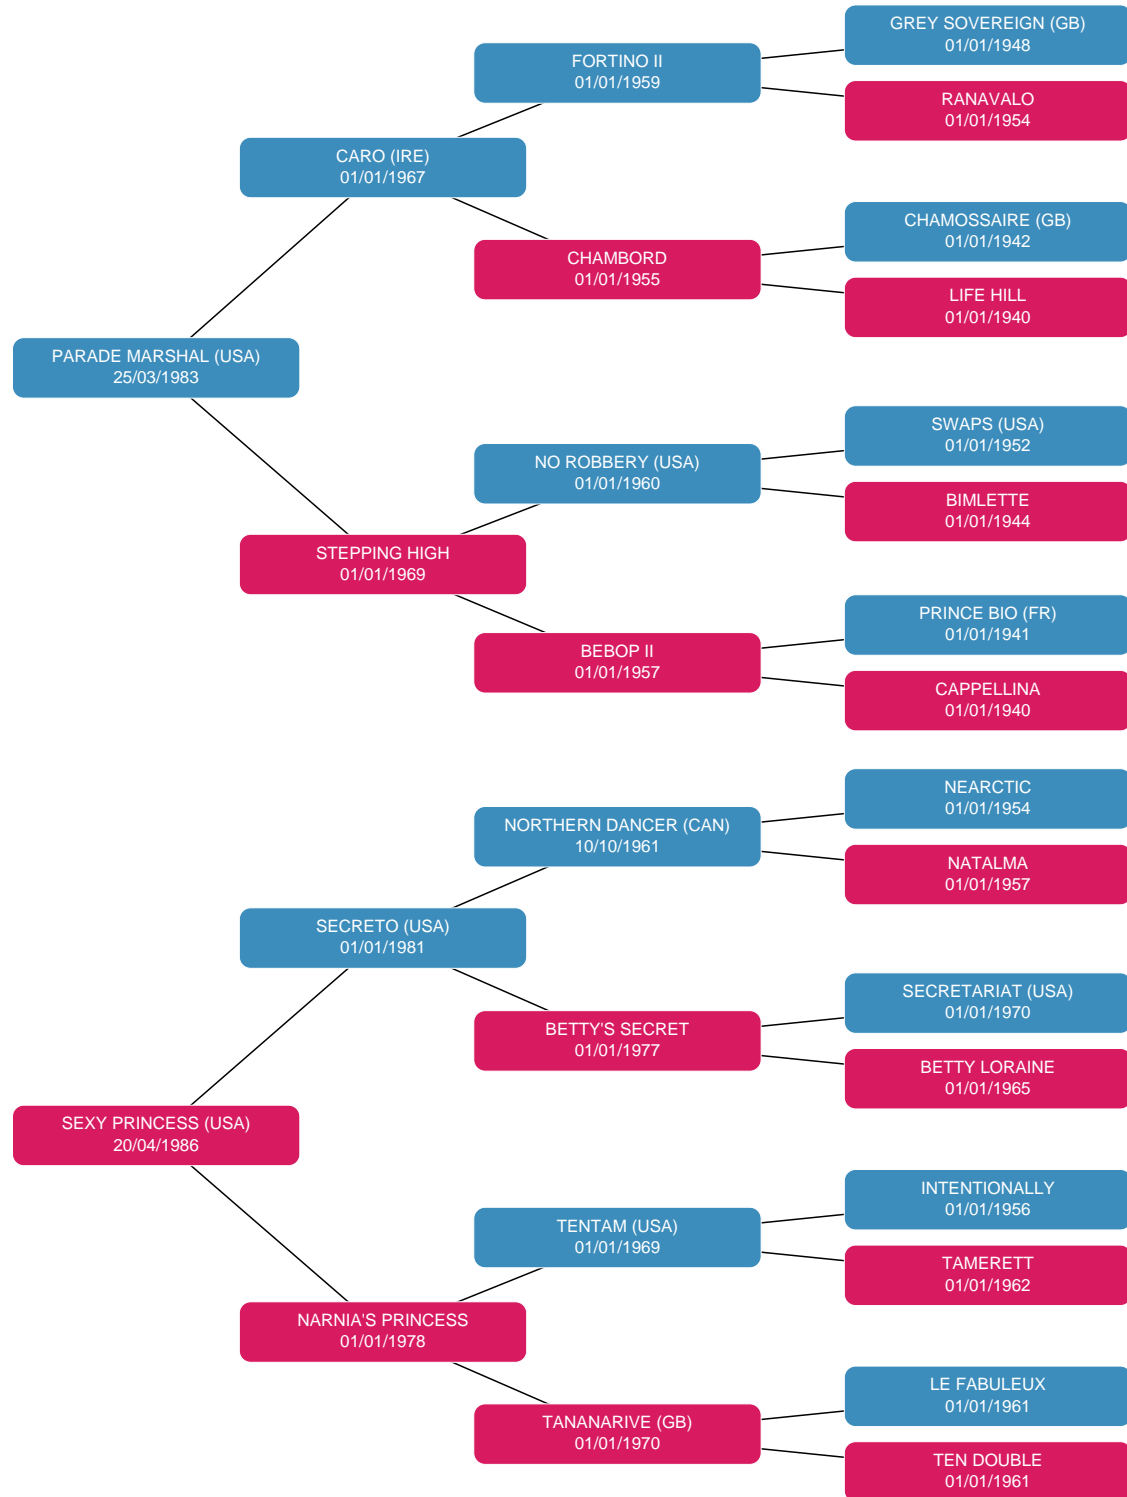 GREY SOVEREIGN (GB)
01/01/1948
FORTINO II
01/01/1959
RANAVALO
01/01/1954
CARO (IRE)
01/01/1967
CHAMOSSAIRE (GB)
01/01/1942
CHAMBORD
01/01/1955
LIFE HILL
01/01/1940
PARADE MARSHAL (USA)
25/03/1983
SWAPS (USA)
01/01/1952
NO ROBBERY (USA)
01/01/1960
BIMLETTE
01/01/1944
STEPPING HIGH
01/01/1969
PRINCE BIO (FR)
01/01/1941
BEBOP II
01/01/1957
CAPPELLINA
01/01/1940
NEARCTIC
01/01/1954
NORTHERN DANCER (CAN)
10/10/1961
NATALMA
01/01/1957
SECRETO (USA)
01/01/1981
SECRETARIAT (USA)
01/01/1970
BETTY'S SECRET
01/01/1977
BETTY LORAINE
01/01/1965
SEXY PRINCESS (USA)
20/04/1986
INTENTIONALLY
01/01/1956
TENTAM (USA)
01/01/1969
TAMERETT
01/01/1962
NARNIA'S PRINCESS
01/01/1978
LE FABULEUX
01/01/1961
TANANARIVE (GB)
01/01/1970
TEN DOUBLE
01/01/1961